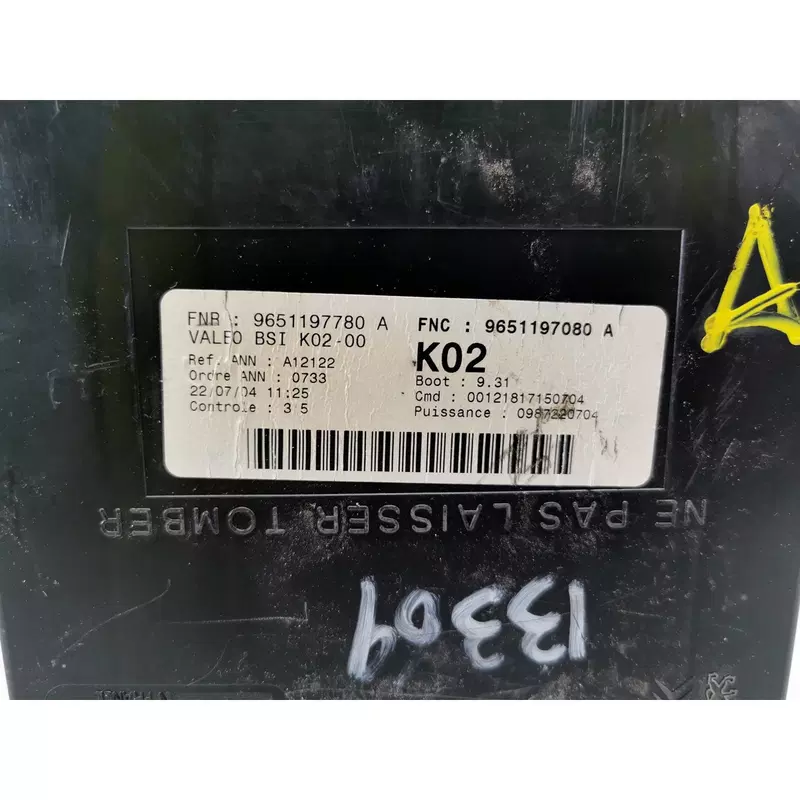 FNR : 9651197780 A
VALEO BSI K02-00
Ref. ANN : A12122
Ordre ANN : 0733
22/07/04 11:25
Controle : 3 5
FNC : 9651197080 A
K02
Boot : 9.31
Cmd : 00121817150704
Puissance : 0987220704
A
NE PAS LAISSER TOMBER
13309